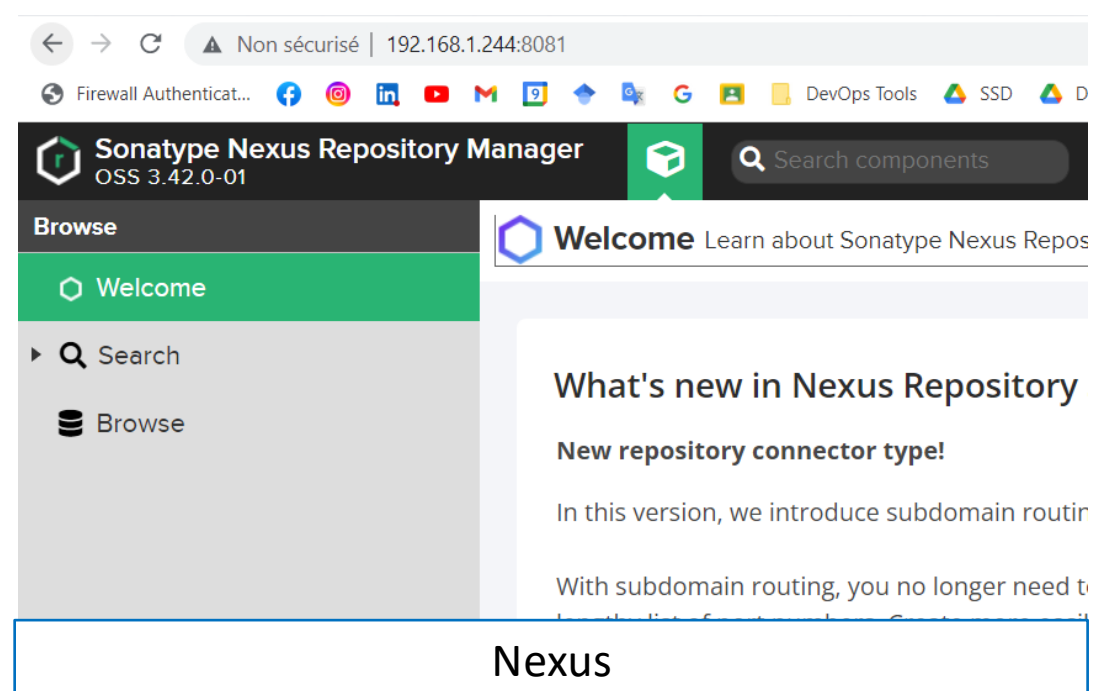 Non sécurisé | 192.168.1.244:8081
Firewall Authenticat... 9 G DevOps Tools SSD D
Sonatype Nexus Repository Manager
OSS 3.42.0-01
Search components
Browse
Welcome Learn about Sonatype Nexus Repos
Welcome
Search
Browse
What's new in Nexus Repository
New repository connector type!
In this version, we introduce subdomain routin
With subdomain routing, you no longer need to
Nexus